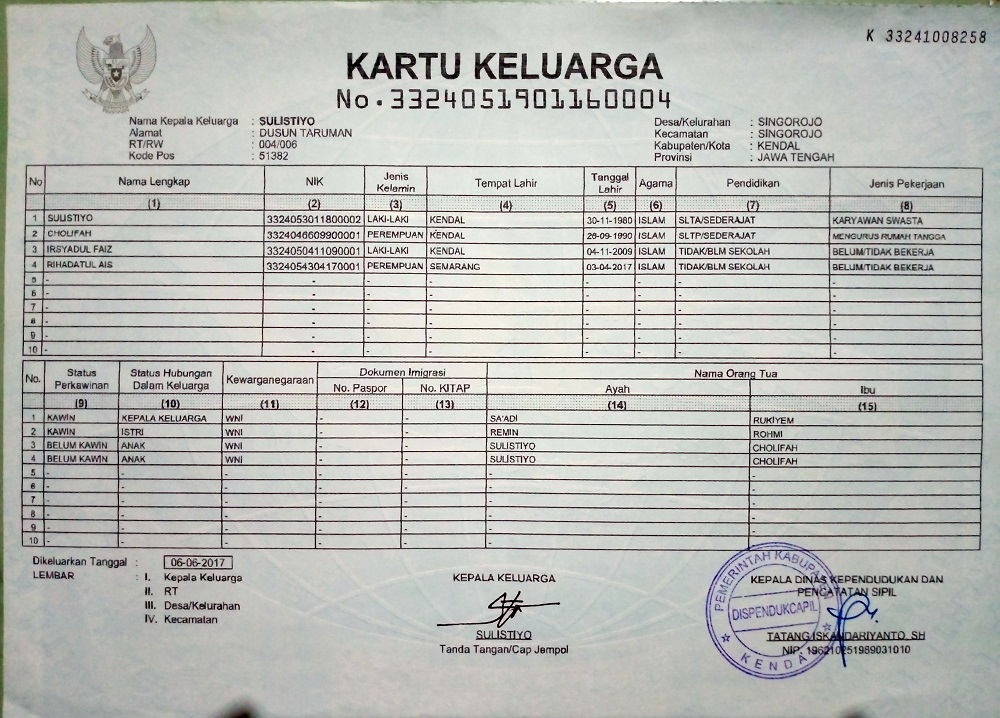 K 33241008258
KARTU KELUARGA
No.3324051901160004
Nama Kepala Keluarga : SULISTIYO
Alamat : DUSUN TARUMAN
RT/RW : 004/006
Kode Pos : 51382
Desa/Kelurahan : SINGOROJO
Kecamatan : SINGOROJO
Kabupaten/Kota : KENDAL
Provinsi : JAWA TENGAH
No Nama Lengkap NIK Jenis Kelamin Tempat Lahir Tanggal Lahir Agama Pendidikan Jenis Pekerjaan
(1) (2) (3) (4) (5) (6) (7) (8)
1 SULISTIYO 3324053011800002 LAKI-LAKI KENDAL 30-11-1980 ISLAM SLTA/SEDERAJAT KARYAWAN SWASTA
2 CHOLIFAH 3324046609900001 PEREMPUAN KENDAL 26-09-1990 ISLAM SLTP/SEDERAJAT MENGURUS RUMAH TANGGA
3 IRSYADUL FAIZ 3324050411090001 LAKI-LAKI KENDAL 04-11-2009 ISLAM TIDAK/BLM SEKOLAH BELUM/TIDAK BEKERJA
4 RIHADATUL AIS 3324054304170001 PEREMPUAN SEMARANG 03-04-2017 ISLAM TIDAK/BLM SEKOLAH BELUM/TIDAK BEKERJA
5 - - - - - - - -
6 - - - - - - - -
7 - - - - - - - -
8 - - - - - - - -
9 - - - - - - - -
10 - - - - - - - -
No. Status Perkawinan Status Hubungan Dalam Keluarga Kewarganegaraan Dokumen Imigrasi Nama Orang Tua
No. Paspor No. KITAP Ayah Ibu
(9) (10) (11) (12) (13) (14) (15)
1 KAWIN KEPALA KELUARGA WNI - - SA'ADI RUKIYEM
2 KAWIN ISTRI WNI - - REMIN ROHMI
3 BELUM KAWIN ANAK WNI - - SULISTIYO CHOLIFAH
4 BELUM KAWIN ANAK WNI - - SULISTIYO CHOLIFAH
5 - - - - - - -
6 - - - - - - -
7 - - - - - - -
8 - - - - - - -
9 - - - - - - -
10 - - - - - - -
Dikeluarkan Tanggal : 06-06-2017
LEMBAR : I. Kepala Keluarga
II. RT
III. Desa/Kelurahan
IV. Kecamatan
KEPALA KELUARGA
SULISTIYO
Tanda Tangan/Cap Jempol
KEPALA DINAS KEPENDUDUKAN DAN
PENCATATAN SIPIL
PEMERINTAH KABUPATEN
DISPENDUKCAPIL
KENDAL
TATANG ISKANDARIYANTO, SH
NIP. 196210251989031010